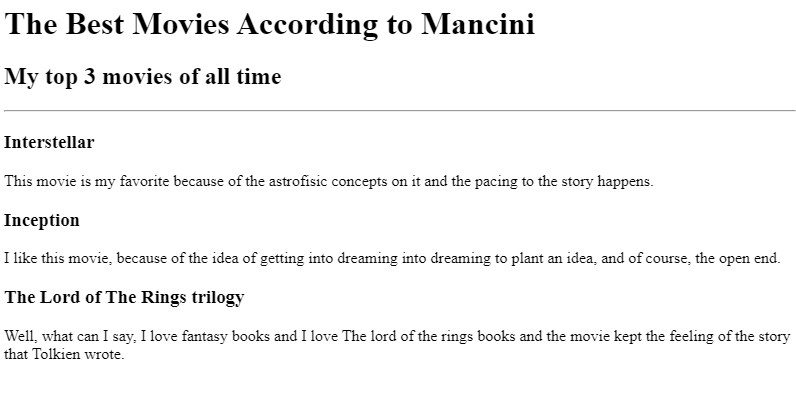 The Best Movies According to Mancini
My top 3 movies of all time
Interstellar
This movie is my favorite because of the astrofisic concepts on it and the pacing to the story happens.
Inception
I like this movie, because of the idea of getting into dreaming into dreaming to plant an idea, and of course, the open end.
The Lord of The Rings trilogy
Well, what can I say, I love fantasy books and I love The lord of the rings books and the movie kept the feeling of the story
that Tolkien wrote.